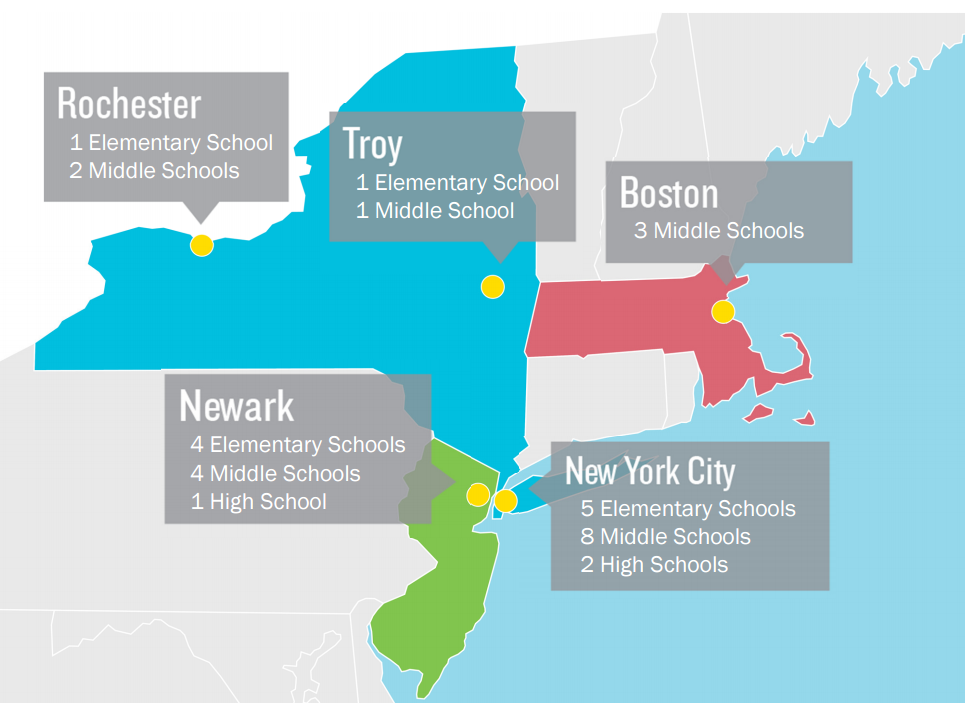 Rochester
1 Elementary School
2 Middle Schools
Troy
1 Elementary School
1 Middle School
Boston
3 Middle Schools
Newark
4 Elementary Schools
4 Middle Schools
1 High School
New York City
5 Elementary Schools
8 Middle Schools
2 High Schools